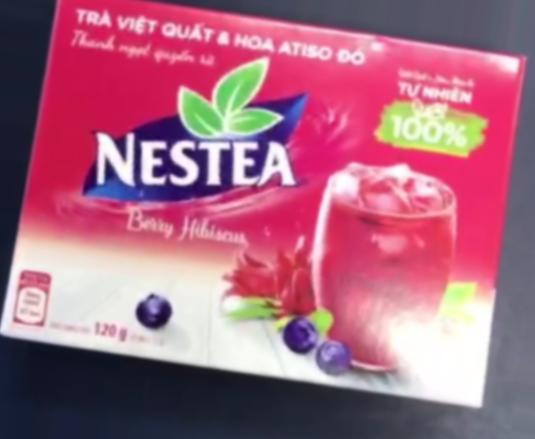 TRÀ VIỆT QUẤT & HOA ATISO ĐỎ
Thanh ngọt quyến rũ
TỰ NHIÊN
100%
NESTEA
Berry Hibiscus
120 g